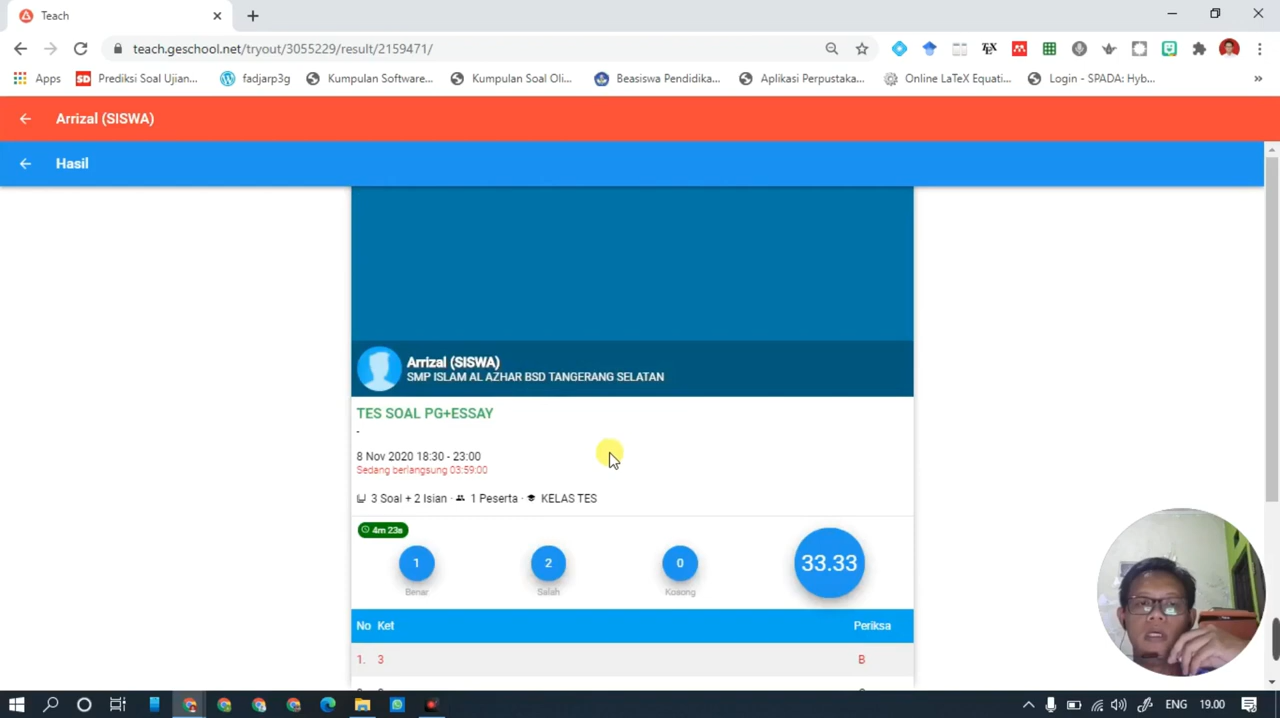 Teach
teach.geschool.net/tryout/3055229/result/2159471/
Apps
Prediksi Soal Ujian...
fadjarp3g
Kumpulan Software...
Kumpulan Soal Oli...
Beasiswa Pendidika...
Aplikasi Perpustaka...
Online LaTeX Equati...
Login - SPADA: Hyb...
»
Arrizal (SISWA)
Hasil
Arrizal (SISWA)
SMP ISLAM AL AZHAR BSD TANGERANG SELATAN
TES SOAL PG+ESSAY
-
8 Nov 2020 18:30 - 23:00
Sedang berlangsung 03:59:00
3 Soal + 2 Isian · 1 Peserta · KELAS TES
4m 23s
1 2 0 33.33
Benar Salah Kosong
No Ket Periksa
1. 3 B
ENG 19.00